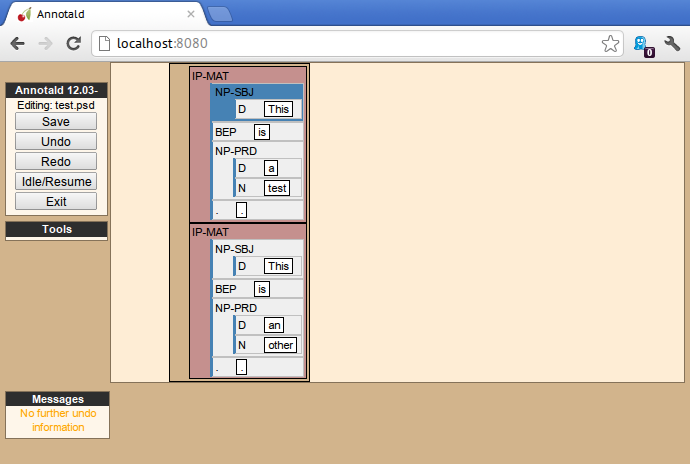 Annotald
localhost:8080
0
Annotald 12.03-
Editing: test.psd
Save
Undo
Redo
Idle/Resume
Exit
Tools
IP-MAT
NP-SBJ
D This
BEP is
NP-PRD
D a
N test
. .
IP-MAT
NP-SBJ
D This
BEP is
NP-PRD
D an
N other
. .
Messages
No further undo
information